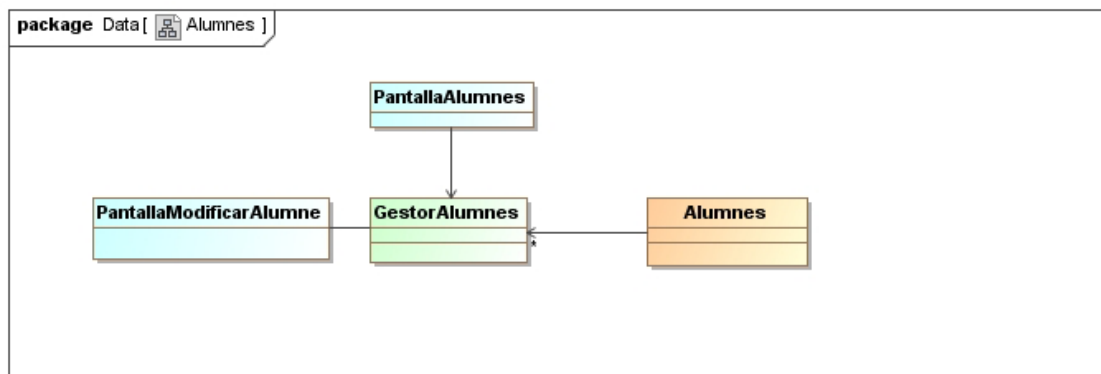 package Data [ Alumnes ]
PantallaAlumnes
PantallaModificarAlumne
GestorAlumnes
Alumnes
*